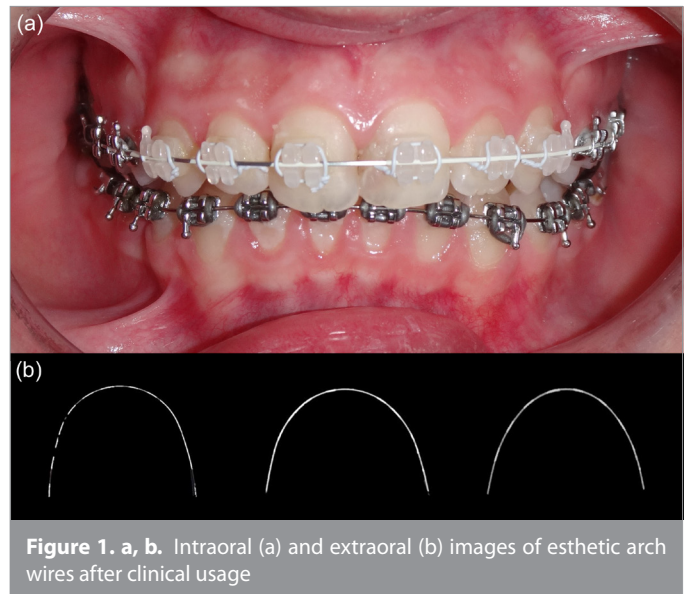 (a)
(b)
Figure 1. a, b. Intraoral (a) and extraoral (b) images of esthetic arch
wires after clinical usage